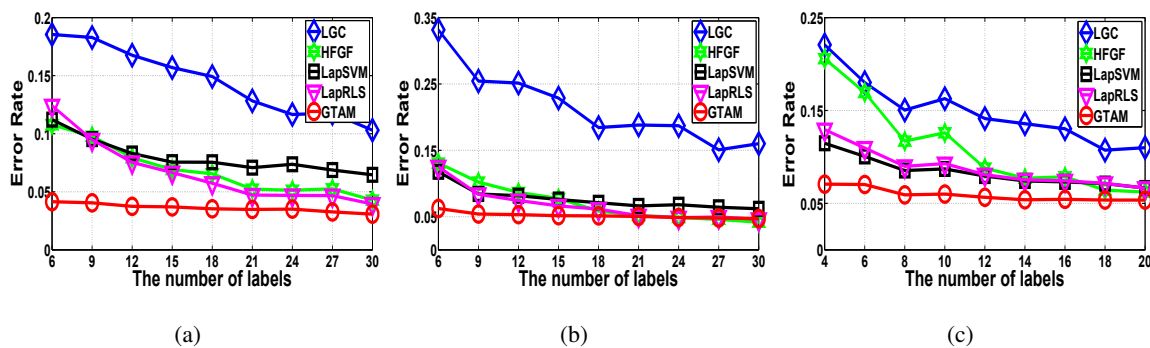 0.2
0.15
0.1
0.05
0
Error Rate
6 9 12 15 18 21 24 27 30
The number of labels
LGC
HFGF
LapSVM
LapRLS
GTAM
(a)
0.35
0.25
0.15
0.05
0
Error Rate
6 9 12 15 18 21 24 27 30
The number of labels
LGC
HFGF
LapSVM
LapRLS
GTAM
(b)
0.25
0.15
0.05
0
Error Rate
4 6 8 10 12 14 16 18 20
The number of labels
LGC
HFGF
LapSVM
LapRLS
GTAM
(c)